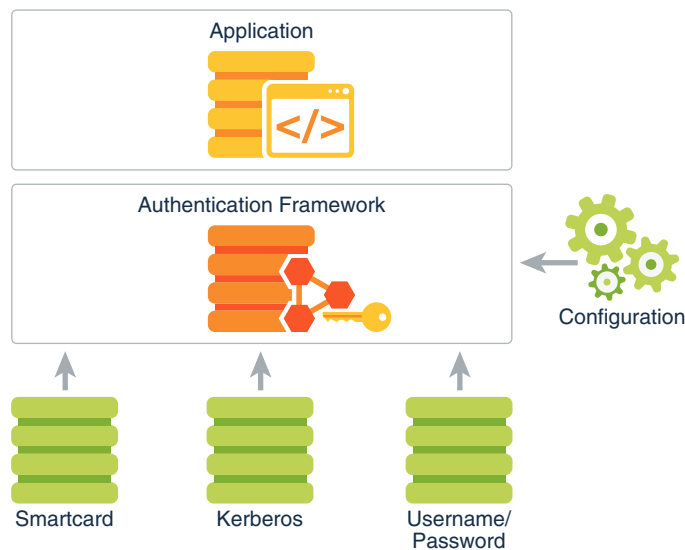 Application
</>
Authentication Framework
Configuration
Smartcard
Kerberos
Username/
Password